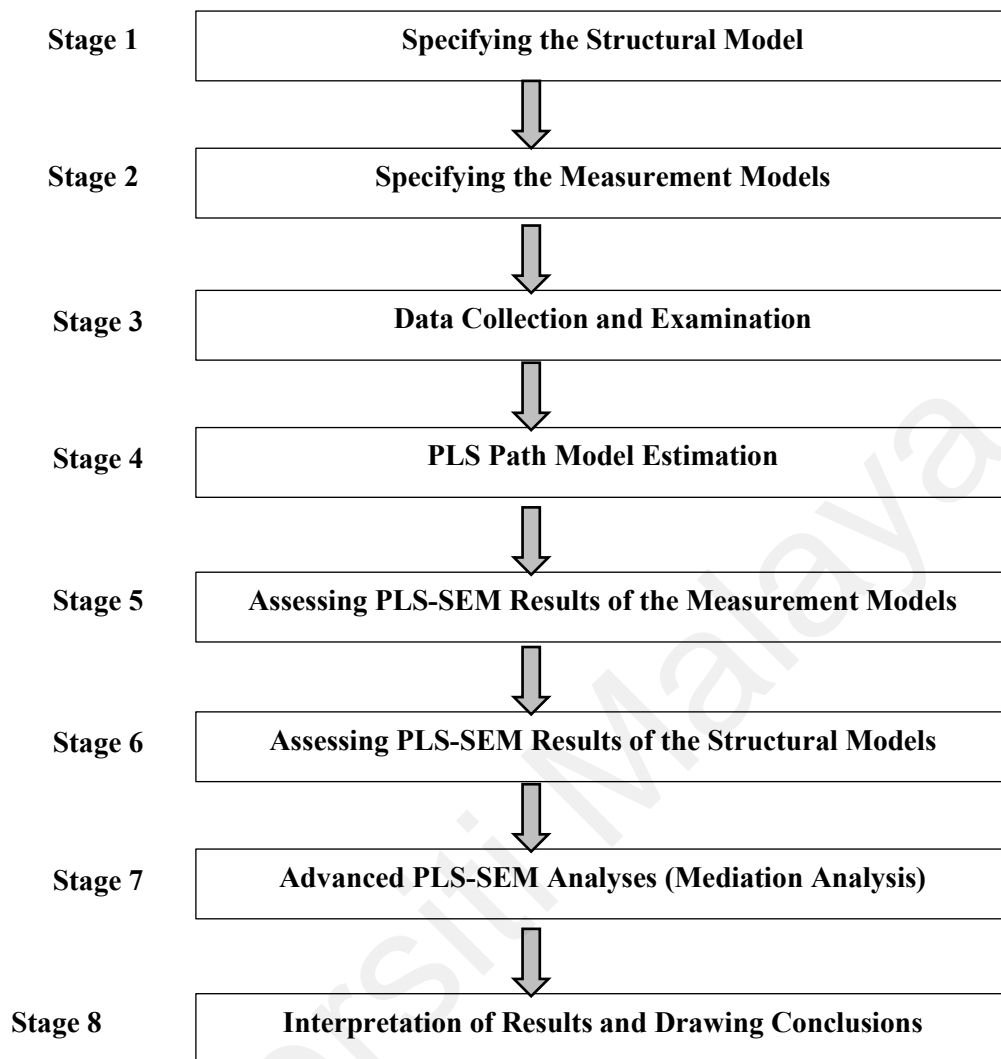 Stage 1 Specifying the Structural Model
Stage 2 Specifying the Measurement Models
Stage 3 Data Collection and Examination
Stage 4 PLS Path Model Estimation
Stage 5 Assessing PLS-SEM Results of the Measurement Models
Stage 6 Assessing PLS-SEM Results of the Structural Models
Stage 7 Advanced PLS-SEM Analyses (Mediation Analysis)
Stage 8 Interpretation of Results and Drawing Conclusions
rsiti Malaya